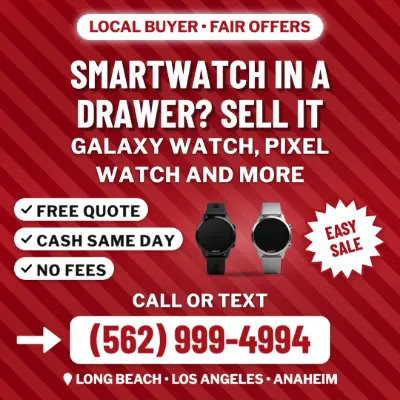 LOCAL BUYER • FAIR OFFERS
SMARTWATCH IN A
DRAWER? SELL IT
GALAXY WATCH, PIXEL
WATCH AND MORE
FREE QUOTE
CASH SAME DAY
NO FEES
EASY
SALE
CALL OR TEXT
(562) 999-4994
LONG BEACH • LOS ANGELES • ANAHEIM